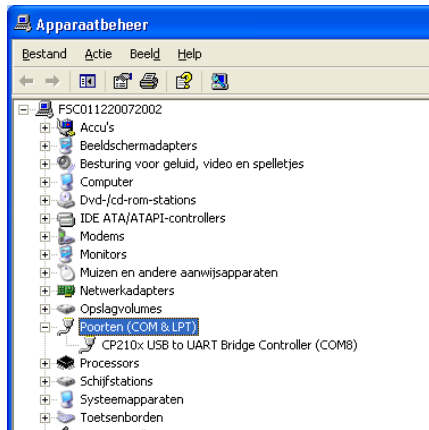 Apparaatbeheer
Bestand Actie Beeld Help
FSC011220072002
Accu's
Beeldschermadapters
Besturing voor geluid, video en spelletjes
Computer
Dvd-/cd-rom-stations
IDE ATA/ATAPI-controllers
Modems
Monitors
Muizen en andere aanwijsapparaten
Netwerkadapters
Opslagvolumes
Poorten (COM & LPT)
CP210x USB to UART Bridge Controller (COM8)
Processors
Schijfstations
Systeemapparaten
Toetsenborden